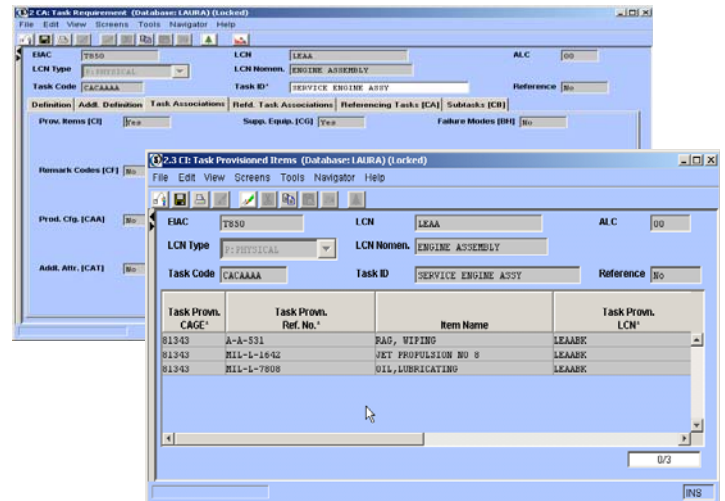 2 CA: Task Requirement (Database: LAURA) (Locked)
File Edit View Screens Tools Navigator Help
EIAC T850 LCN LEAA ALC 00
LCN Type P:PHYSICAL LCN Nomen. ENGINE ASSEMBLY
Task Code CACAAAA Task ID* SERVICE ENGINE ASSY Reference No
Definition Addl. Definition Task Associations Refd. Task Associations Referencing Tasks [CA] Subtasks [CB]
Prov. Items [CI] Yes Supp. Equip. [CG] Yes Failure Modes [BH] No
Remark Codes [CF] No
Prod. Cfg. [CAA] No
Addl. Attr. [CAT] No
2.3 CI: Task Provisioned Items (Database: LAURA) (Locked)
File Edit View Screens Tools Navigator Help
EIAC T850 LCN LEAA ALC 00
LCN Type P:PHYSICAL LCN Nomen. ENGINE ASSEMBLY
Task Code CACAAAA Task ID SERVICE ENGINE ASSY Reference No
Task Provn. CAGE* Task Provn. Ref. No.* Item Name Task Provn. LCN*
81343 A-A-531 RAG, WIPING LEAABK
81343 MIL-L-1642 JET PROPULSION NO 8 LEAABK
81343 MIL-L-7808 OIL,LUBRICATING LEAABK
0/3
INS